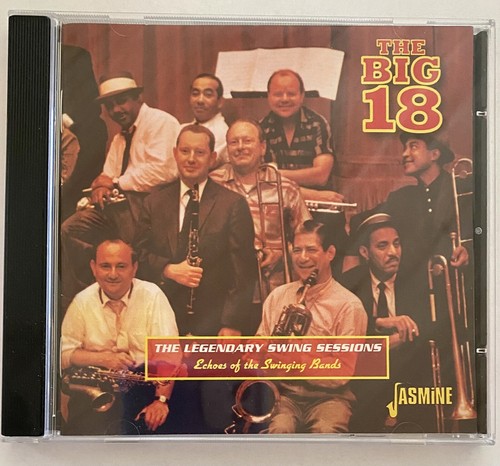 THE
BIG
18
THE LEGENDARY SWING SESSIONS
Echoes of the Swinging Bands
JASMiNE